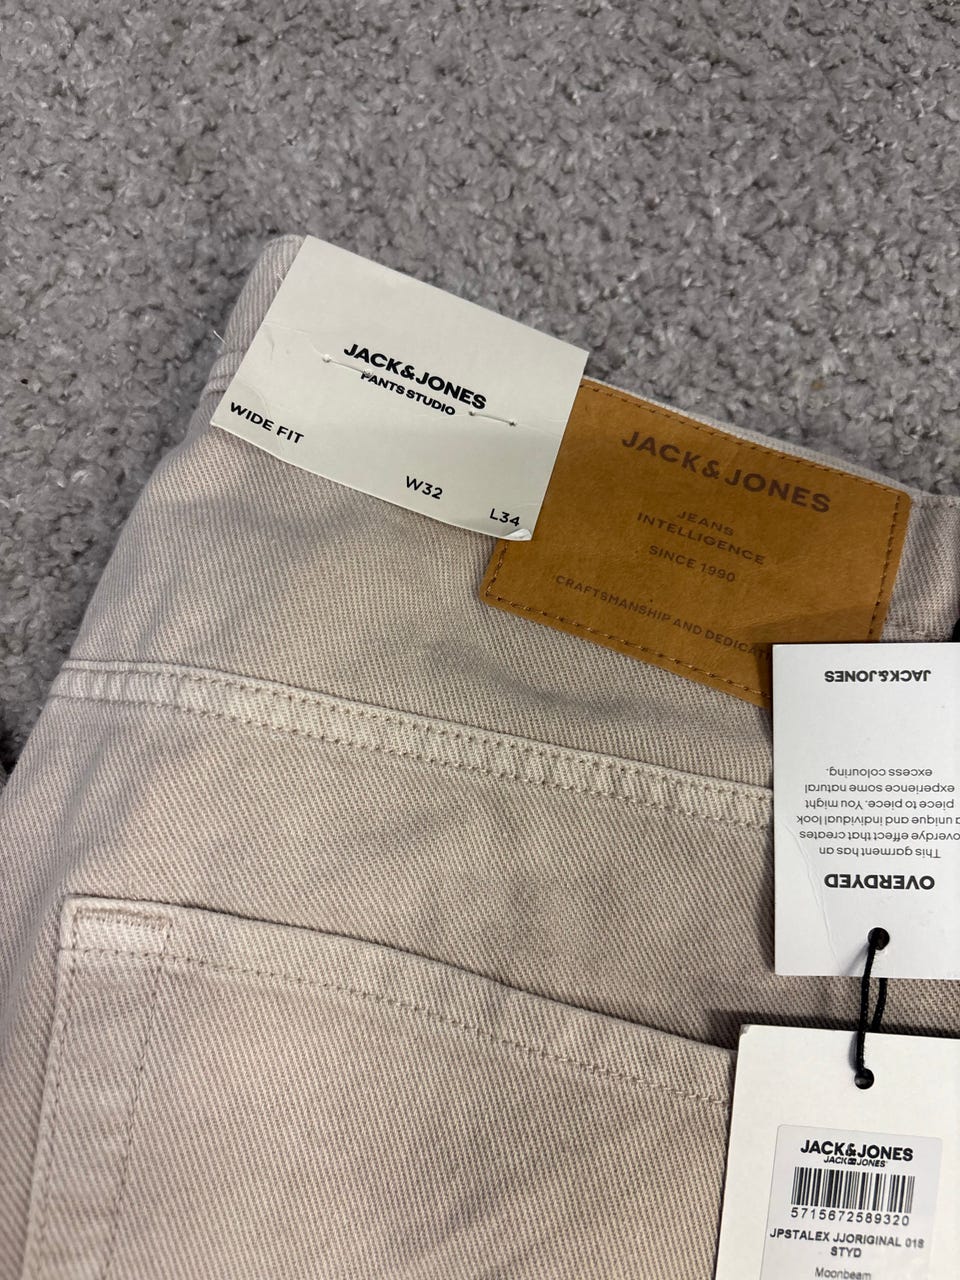 JACK&JONES
PANTS STUDIO
WIDE FIT
W32
L34
JACK&JONES
JEANS
INTELLIGENCE
SINCE 1990
CRAFTSMANSHIP AND
OVERDYED
This garment has an
overdye effect that creates
a unique and individual look
piece to piece. You might
experience some natural
excess colouring.
JACK&JONES
JACK&JONES
JACK&JONES
5715672589320
JPSTALEX JJORIGINAL 018
STYD
Moonbeam